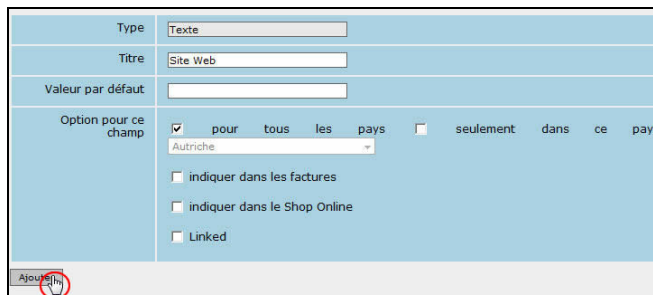 Type Texte
Titre Site Web
Valeur par défaut
Option pour ce champ
pour tous les pays seulement dans ce pay
Autriche
indiquer dans les factures
indiquer dans le Shop Online
Linked
Ajouter